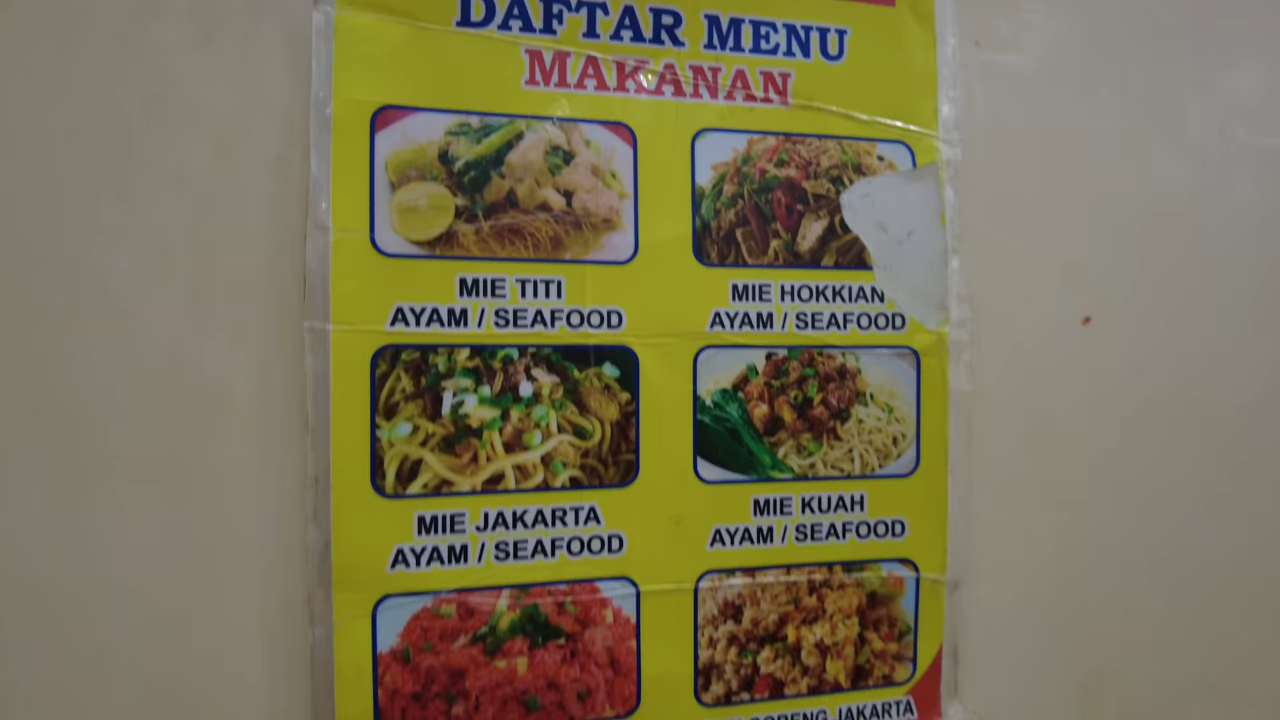 DAFTAR MENU
MAKANAN
MIE TITI
AYAM / SEAFOOD
MIE HOKKIAN
AYAM / SEAFOOD
MIE JAKARTA
AYAM / SEAFOOD
MIE KUAH
AYAM / SEAFOOD
GORENG JAKARTA